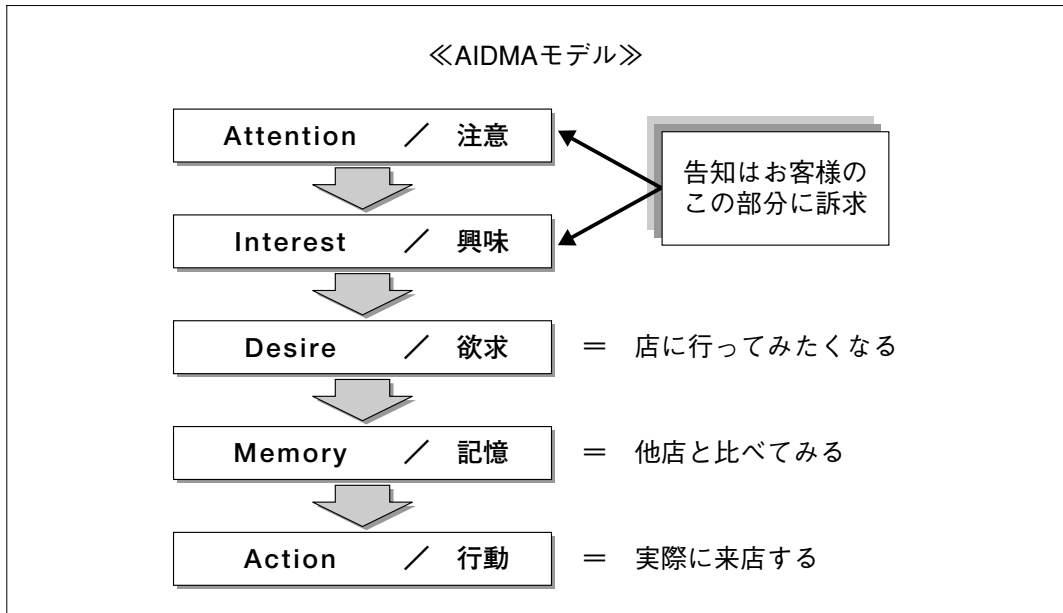 ≪AIDMAモデル≫
Attention ／ 注意
告知はお客様の
この部分に訴求
Interest ／ 興味
Desire ／ 欲求 ＝ 店に行ってみたくなる
Memory ／ 記憶 ＝ 他店と比べてみる
Action ／ 行動 ＝ 実際に来店する